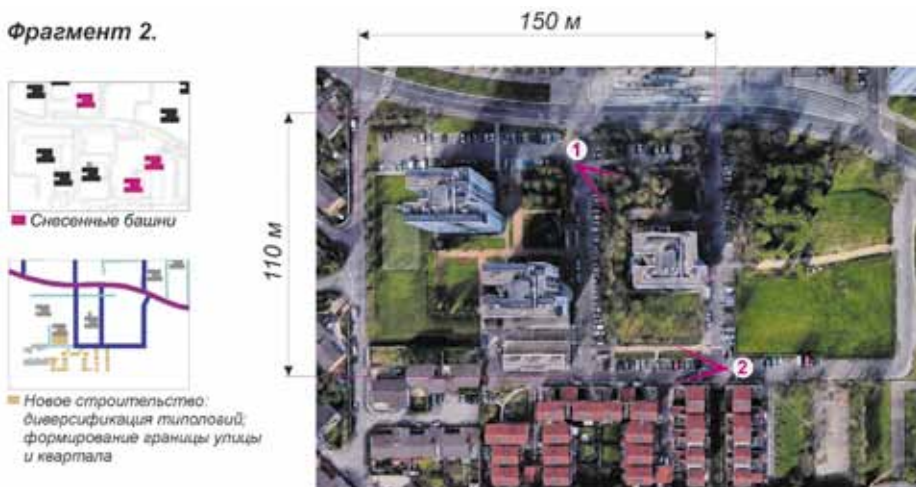 Фрагмент 2.
150 м
110 м
1
2
Снесенные башни
Новое строительство:
диверсификация типологий;
формирование границы улицы
и квартала